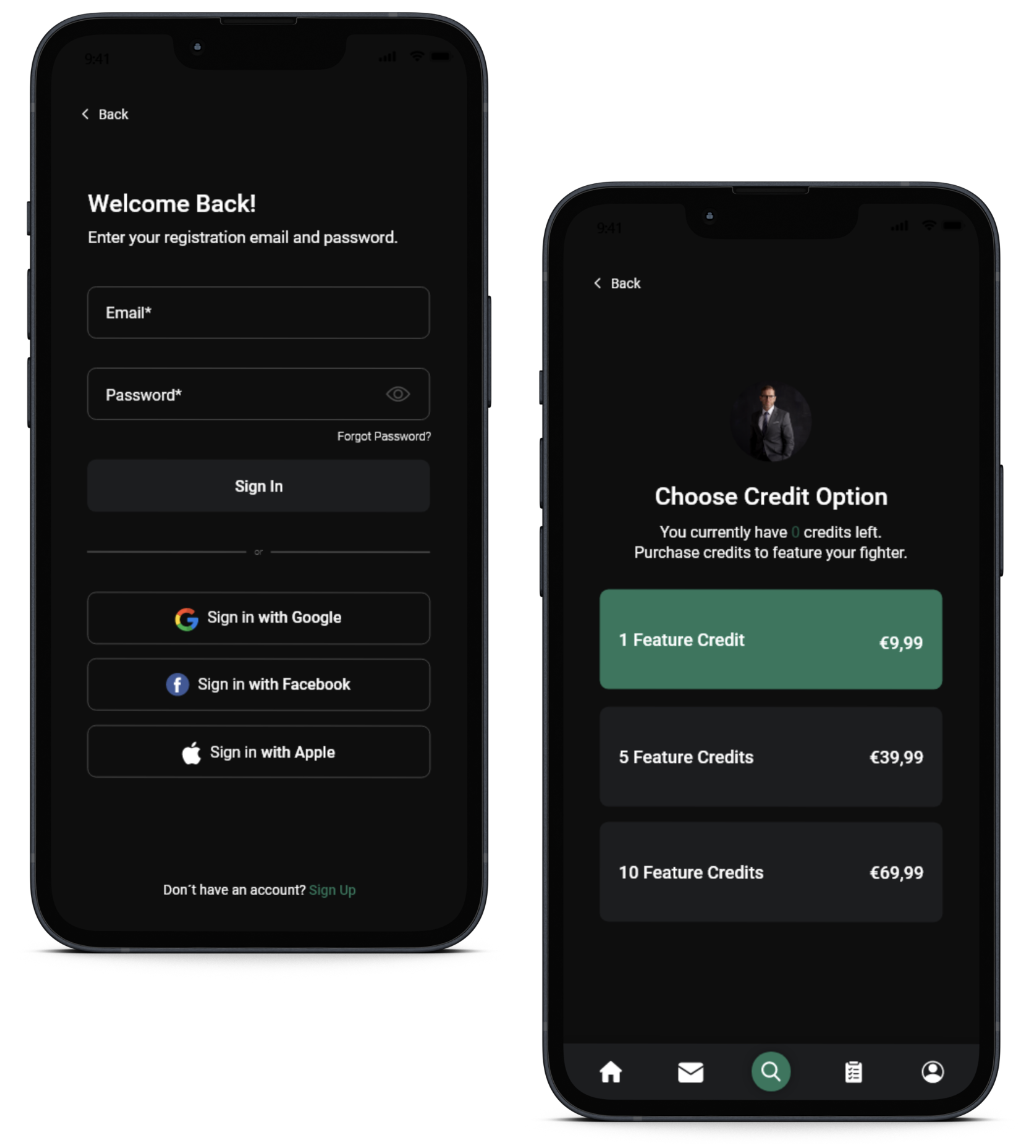 9:41
Back
Welcome Back!
Enter your registration email and password.
Email*
Password*
Forgot Password?
Sign In
or
Sign in with Google
Sign in with Facebook
Sign in with Apple
Don´t have an account? Sign Up
9:41
Back
Choose Credit Option
You currently have 0 credits left.
Purchase credits to feature your fighter.
1 Feature Credit €9,99
5 Feature Credits €39,99
10 Feature Credits €69,99